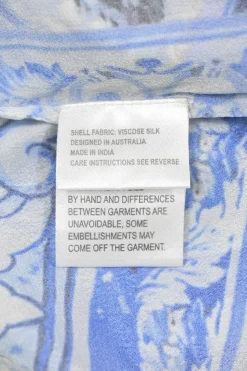 SHELL FABRIC: VISCOSE SILK
DESIGNED IN AUSTRALIA
MADE IN INDIA
CARE INSTRUCTIONS SEE REVERSE
BY HAND AND DIFFERENCES
BETWEEN GARMENTS ARE
UNAVOIDABLE, SOME
EMBELLISHMENTS MAY
COME OFF THE GARMENT.